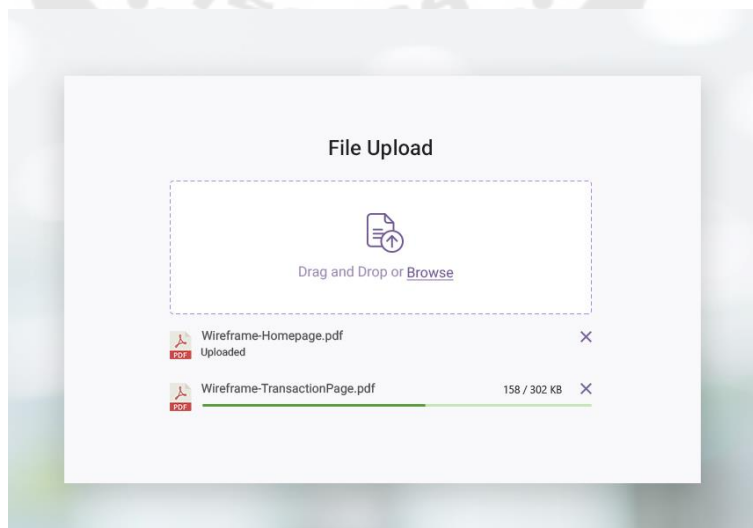 File Upload
Drag and Drop or Browse
Wireframe-Homepage.pdf
Uploaded
PDF
Wireframe-TransactionPage.pdf 158 / 302 KB
PDF